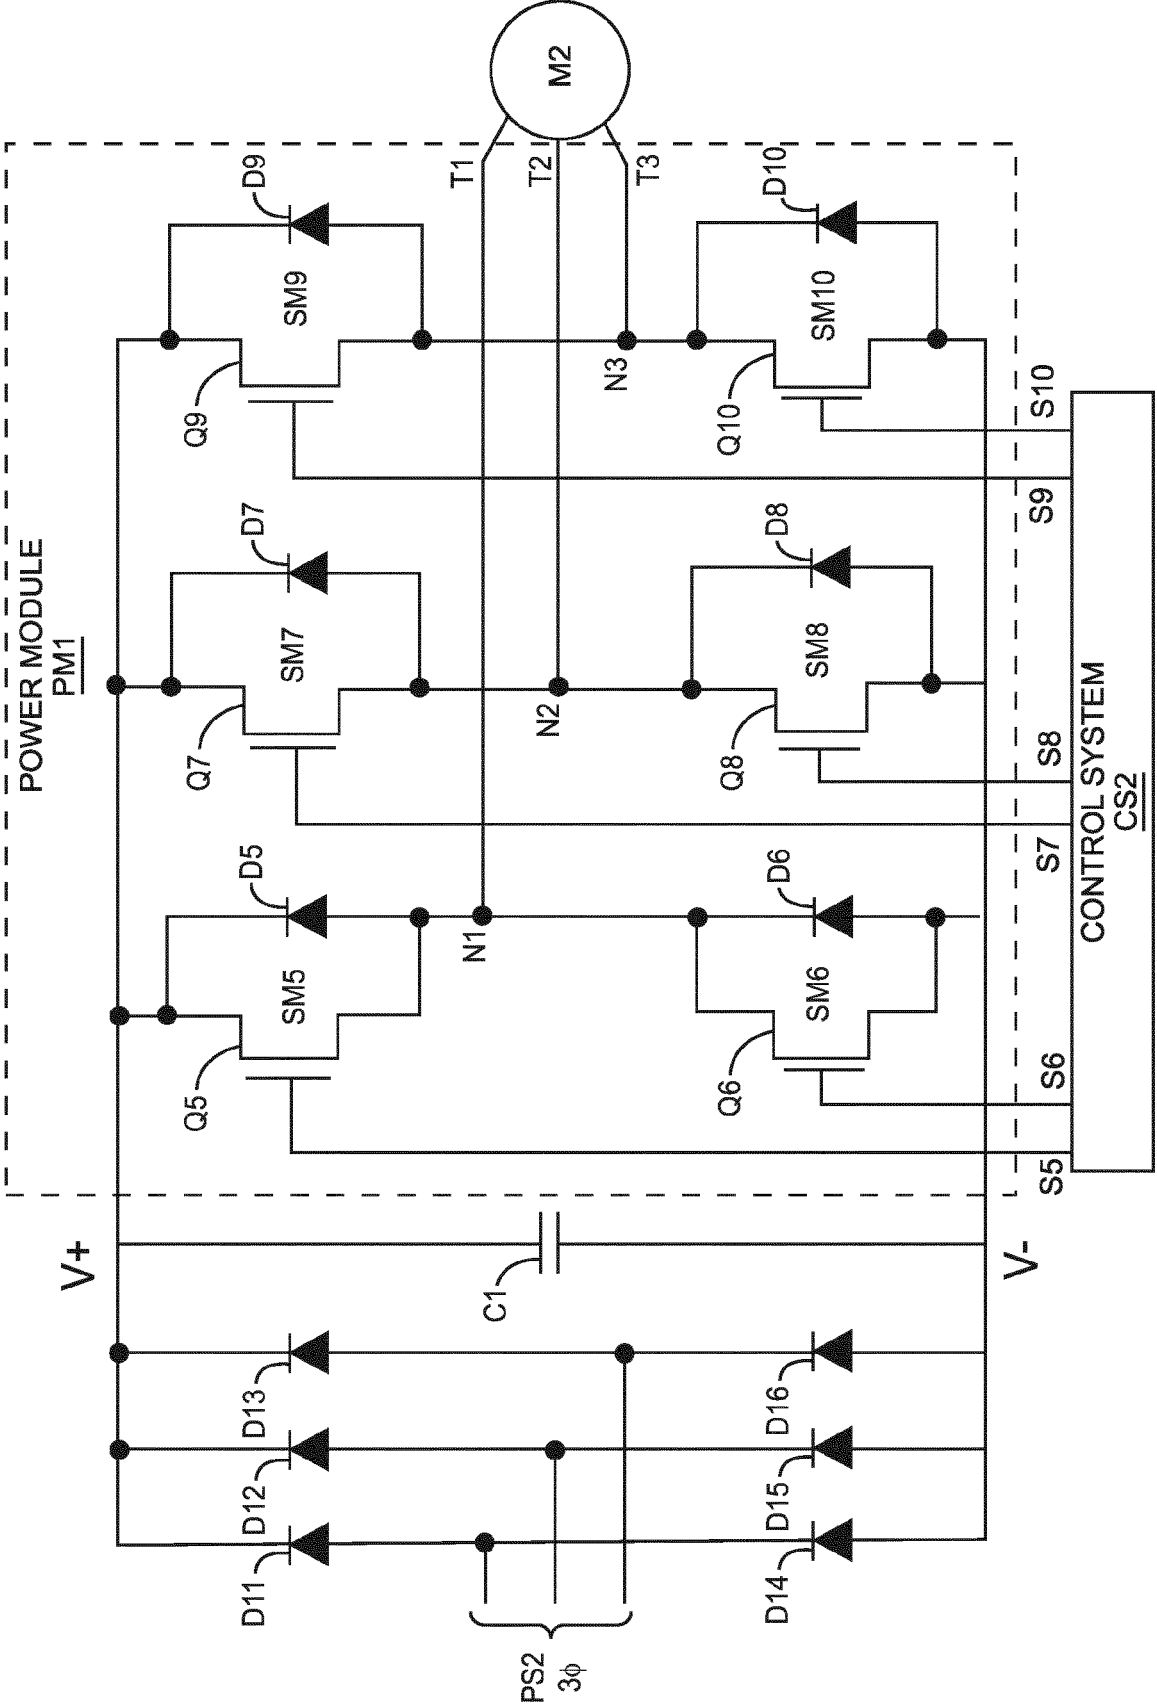 POWER MODULE
PM1
V+
V-
D11
D12
D13
D14
D15
D16
PS2
3ϕ
C1
Q5
SM5
D5
Q7
SM7
D7
Q9
SM9
D9
N1
N2
N3
T1
T2
T3
M2
Q6
SM6
D6
Q8
SM8
D8
Q10
SM10
D10
S5
S6
S7
S8
S9
S10
CONTROL SYSTEM
CS2